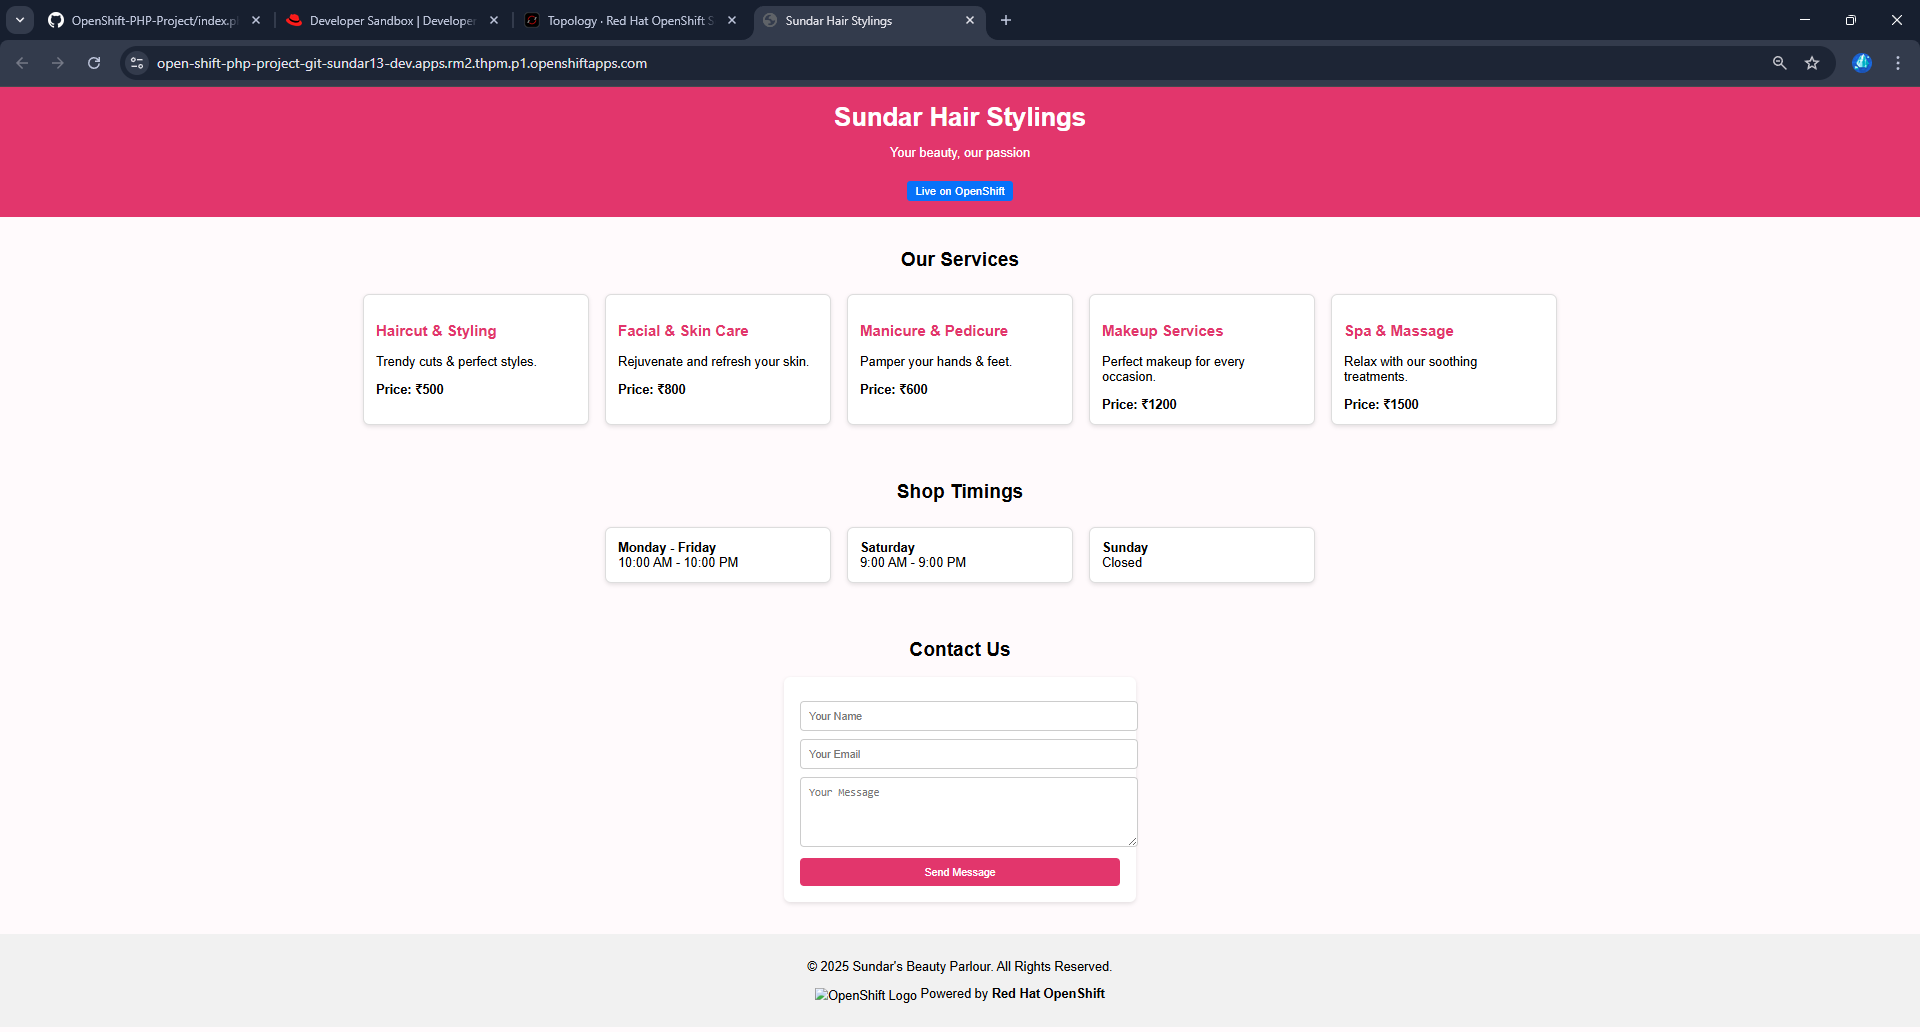 OpenShift-PHP-Project/index.p
Developer Sandbox | Developer
Topology · Red Hat OpenShift S
Sundar Hair Stylings
open-shift-php-project-git-sundar13-dev.apps.rm2.thpm.p1.openshiftapps.com
Sundar Hair Stylings
Your beauty, our passion
Live on OpenShift
Our Services
Haircut & Styling
Trendy cuts & perfect styles.
Price: ₹500
Facial & Skin Care
Rejuvenate and refresh your skin.
Price: ₹800
Manicure & Pedicure
Pamper your hands & feet.
Price: ₹600
Makeup Services
Perfect makeup for every
occasion.
Price: ₹1200
Spa & Massage
Relax with our soothing
treatments.
Price: ₹1500
Shop Timings
Monday - Friday
10:00 AM - 10:00 PM
Saturday
9:00 AM - 9:00 PM
Sunday
Closed
Contact Us
Your Name
Your Email
Your Message
Send Message
© 2025 Sundar's Beauty Parlour. All Rights Reserved.
OpenShift Logo Powered by Red Hat OpenShift